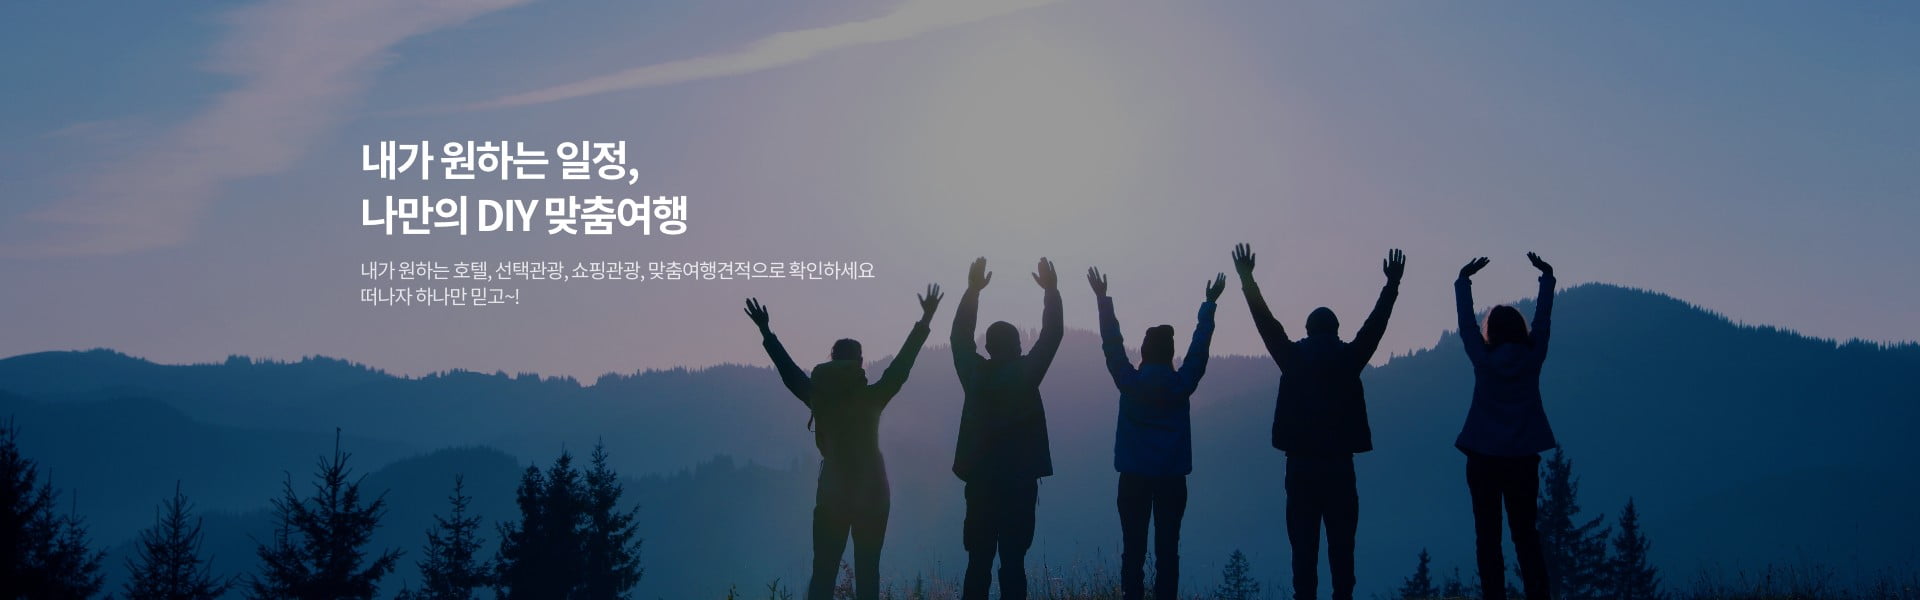 내가 원하는 일정,
나만의 DIY 맞춤여행
내가 원하는 호텔, 선택관광, 쇼핑관광, 맞춤여행견적으로 확인하세요
떠나자 하나만 믿고~!